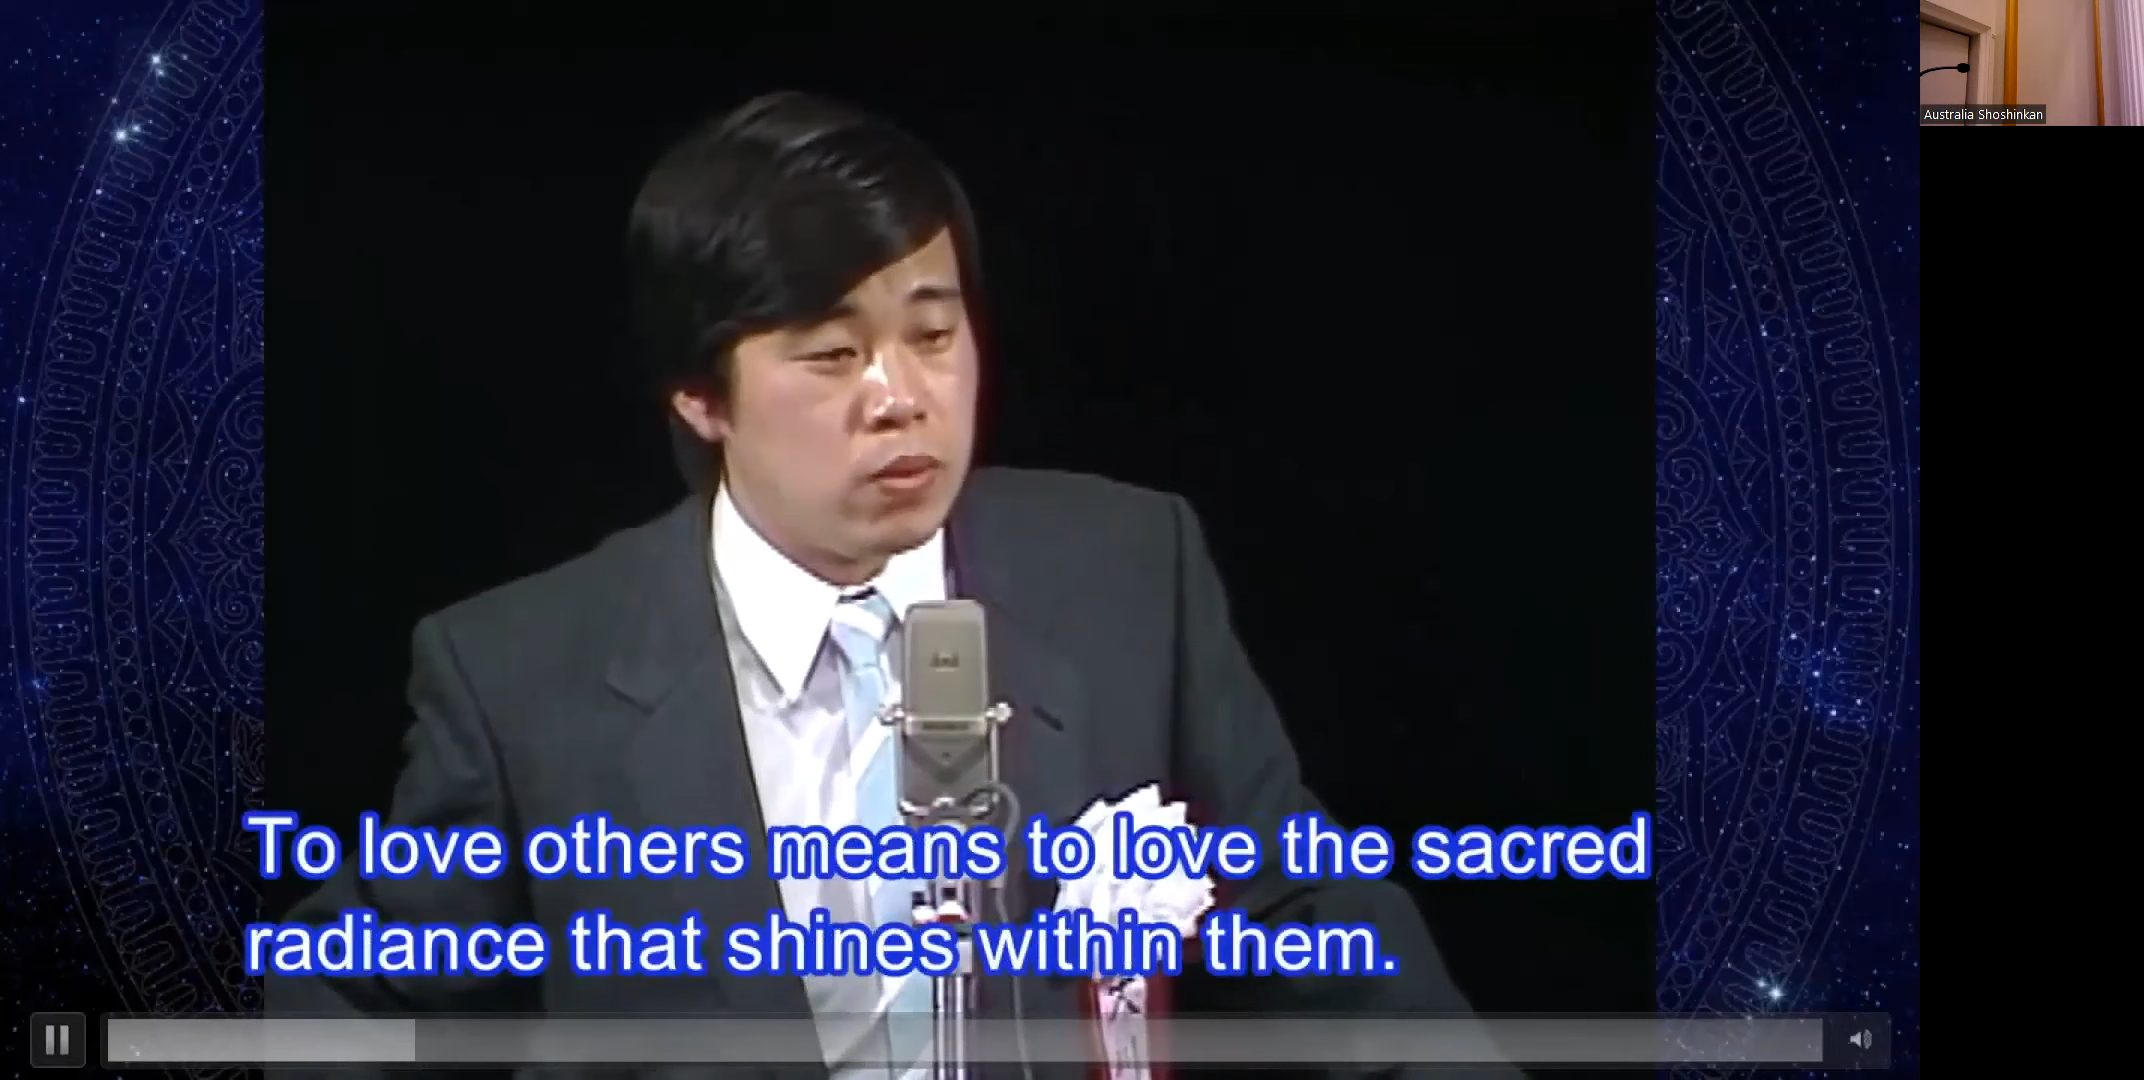 Australia Shoshinkan
To love others means to love the sacred
radiance that shines within them.